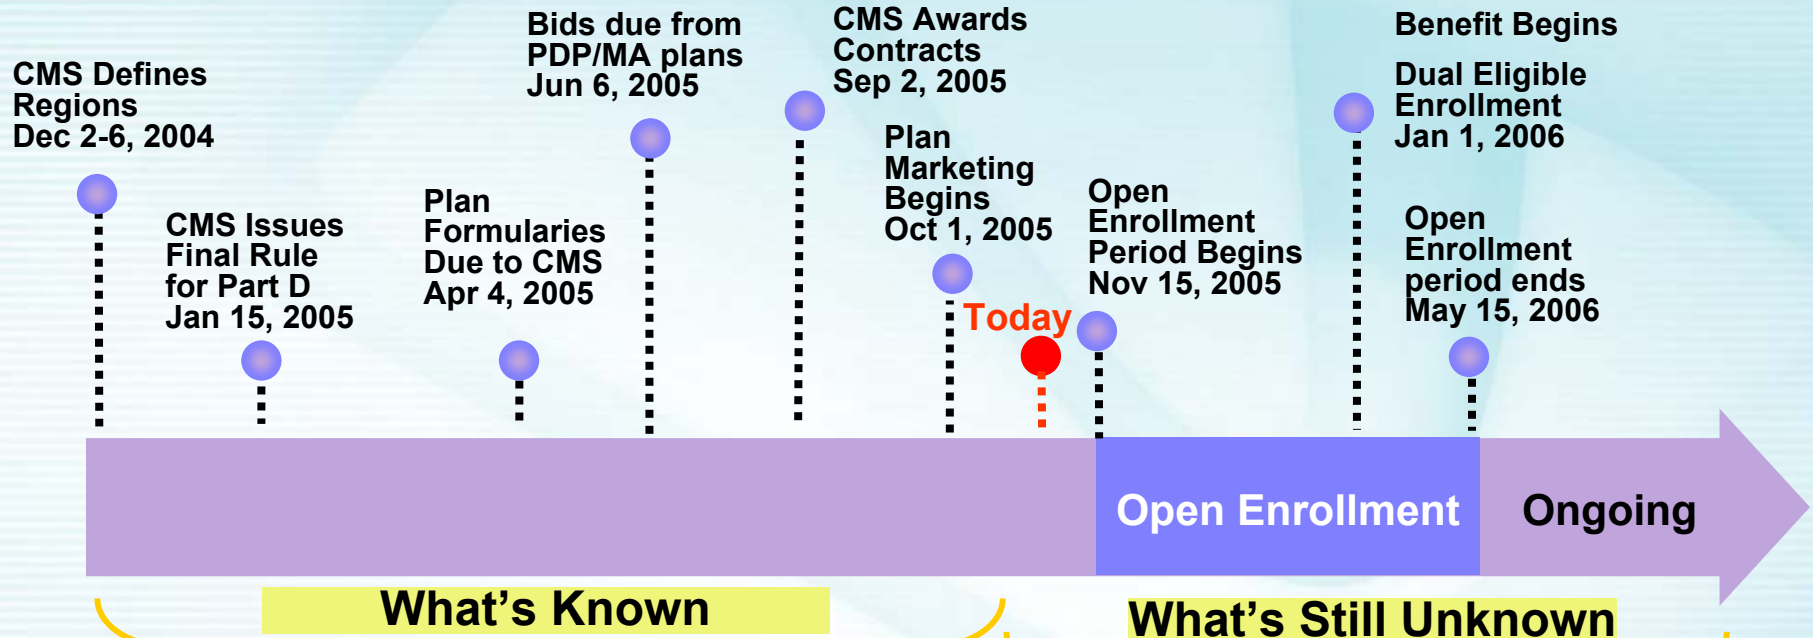 CMS Defines
Regions
Dec 2-6, 2004
CMS Issues
Final Rule
for Part D
Jan 15, 2005
Plan
Formularies
Due to CMS
Apr 4, 2005
Bids due from
PDP/MA plans
Jun 6, 2005
CMS Awards
Contracts
Sep 2, 2005
Plan
Marketing
Begins
Oct 1, 2005
Today
Open
Enrollment
Period Begins
Nov 15, 2005
Benefit Begins
Dual Eligible
Enrollment
Jan 1, 2006
Open
Enrollment
period ends
May 15, 2006
Open Enrollment
Ongoing
What's Known
What's Still Unknown